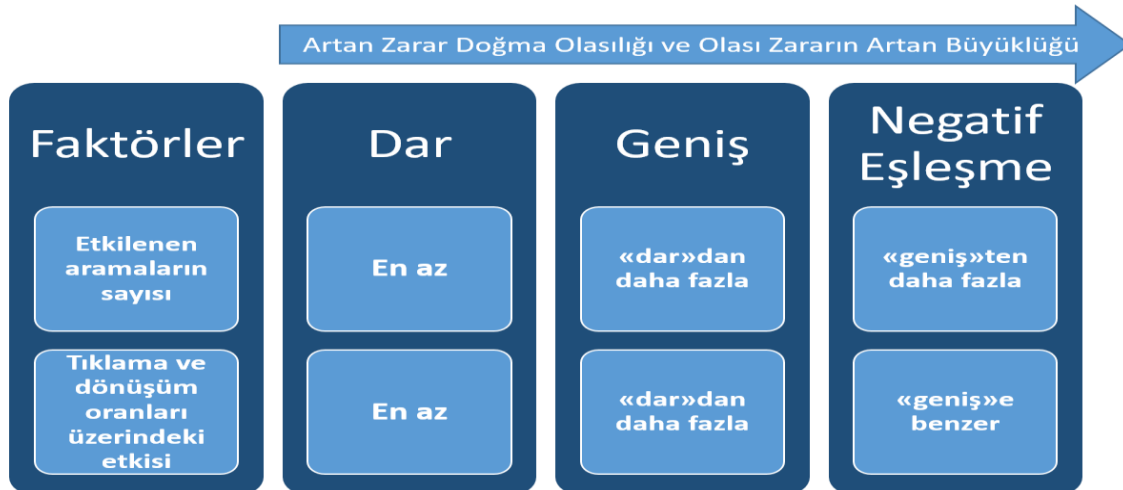 Artan Zarar Doğma Olasılığı ve Olası Zararın Artan Büyüklüğü
Faktörler
Etkilenen
aramaların
sayısı
Tıklama ve
dönüşüm
oranları
üzerindeki
etkisi
Dar
En az
En az
Geniş
«dar»dan
daha fazla
«dar»dan
daha fazla
Negatif
Eşleşme
«geniş»ten
daha fazla
«geniş»e
benzer